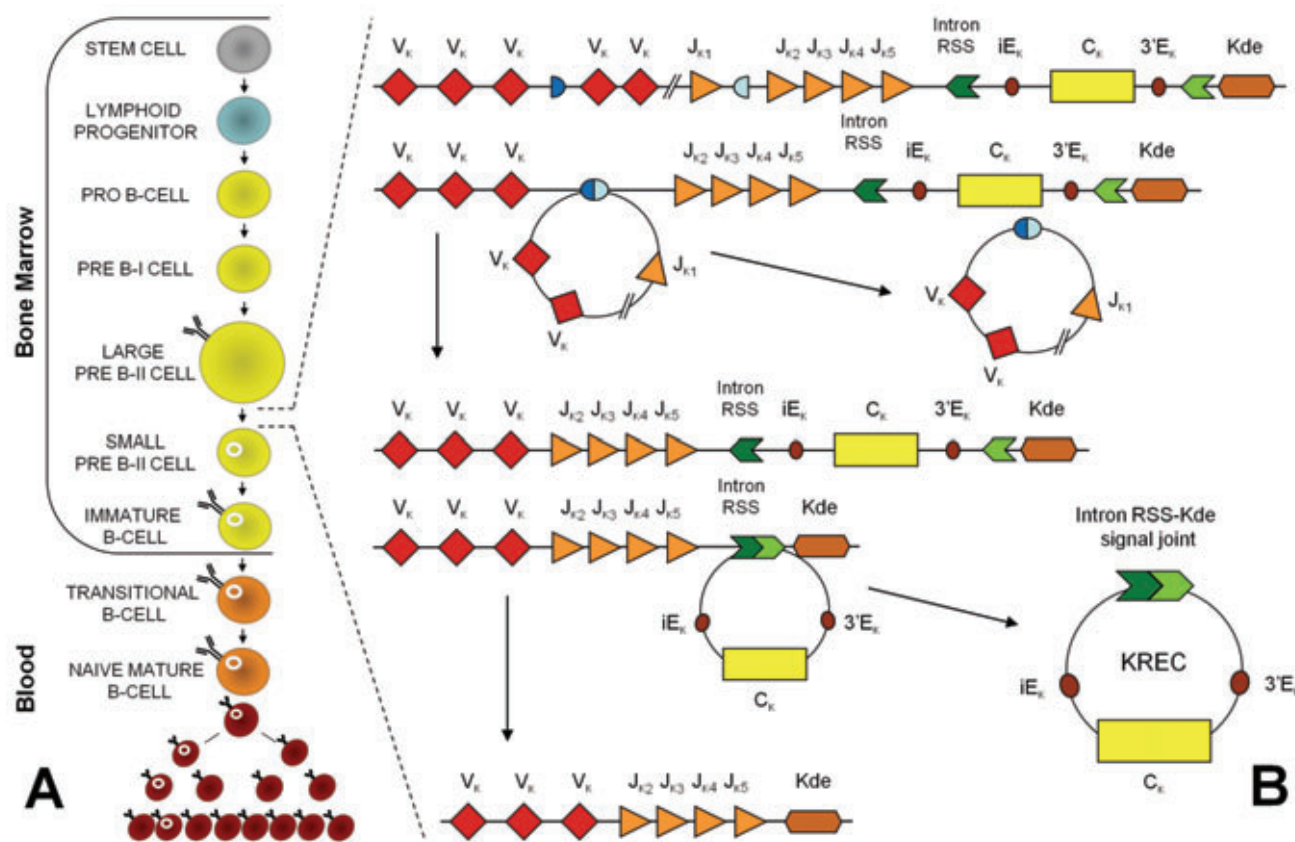 STEM CELL
LYMPHOID
PROGENITOR
PRO B-CELL
PRE B-I CELL
LARGE
PRE B-II CELL
SMALL
PRE B-II CELL
IMMATURE
B-CELL
TRANSITIONAL
B-CELL
NAIVE MATURE
B-CELL
Bone Marrow
Blood
A
Vκ Vκ Vκ Vκ Vκ Jκ1 Jκ2 Jκ3 Jκ4 Jκ5 Intron RSS iEκ Cκ 3'Eκ Kde
Vκ Vκ Vκ Jκ2 Jκ3 Jκ4 Jκ5 Intron RSS iEκ Cκ 3'Eκ Kde
Vκ Vκ Jκ1
Vκ Vκ Jκ1
Vκ Vκ Vκ Jκ2 Jκ3 Jκ4 Jκ5 Intron RSS iEκ Cκ 3'Eκ Kde
Vκ Vκ Vκ Jκ2 Jκ3 Jκ4 Jκ5 Intron RSS Kde
iEκ 3'Eκ
Cκ
Intron RSS-Kde
signal joint
KREC
iEκ 3'Eκ
Cκ
Vκ Vκ Vκ Jκ2 Jκ3 Jκ4 Jκ5 Kde
B